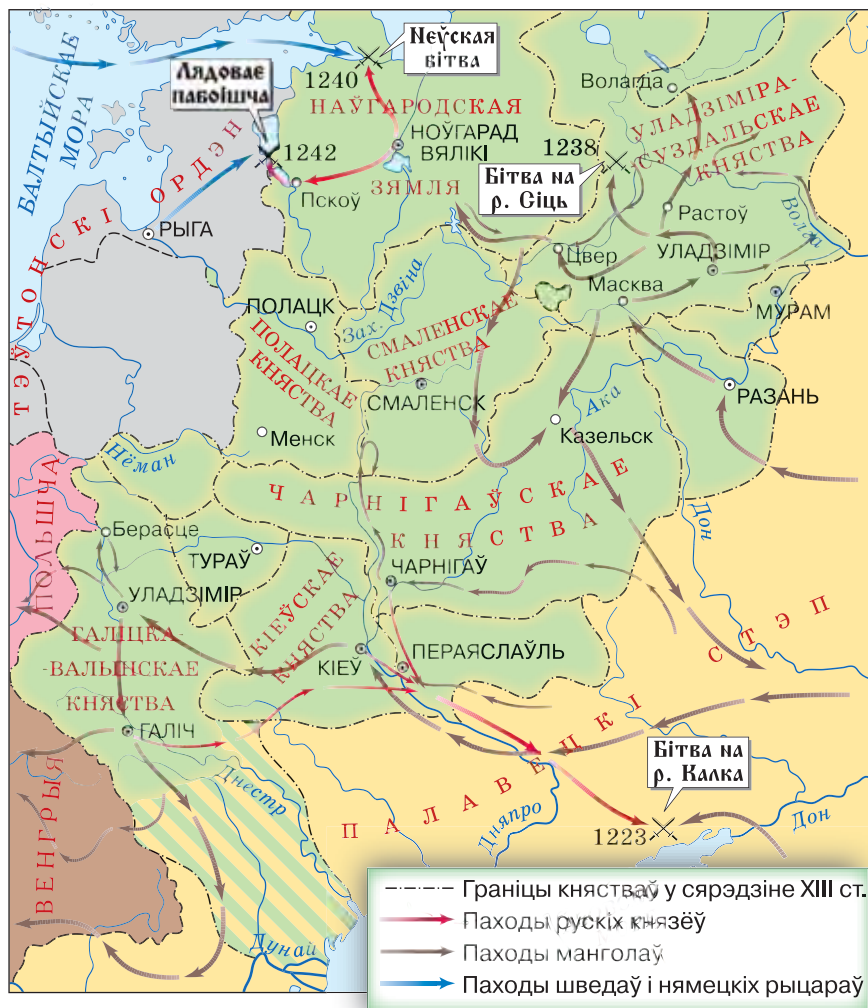 Неўская
бітва
1240
Лядовае
пабоішча
НАЎГАРОДСКАЯ
ЗЯМЛЯ
НОЎГАРАД
ВЯЛІКІ
1242
Пскоў
БАЛТЫЙСКАЕ
МОРА
ТЭЎТОНСКІ ОРДЭН
РЫГА
Волагда
УЛАДЗІМІРА-
СУЗДАЛЬСКАЕ
КНЯСТВА
1238
Бітва на
р. Сіць
Растоў
Волга
Цвер
УЛАДЗІМІР
Масква
МУРАМ
ПОЛАЦК
Зах. Дзвіна
ПОЛАЦКАЕ
КНЯСТВА
СМАЛЕНСКАЕ
КНЯСТВА
СМАЛЕНСК
Менск
РАЗАНЬ
Ака
Казельск
Нёман
ПОЛЬШЧА
ЧАРНІГАЎСКАЕ
КНЯСТВА
Дон
Берасце
ТУРАЎ
УЛАДЗІМІР
ЧАРНІГАЎ
КІЕЎСКАЕ
КНЯСТВА
ГАЛІЦКА-
-ВАЛЫНСКАЕ
КНЯСТВА
КІЕЎ
ПЕРАЯСЛАЎЛЬ
ГАЛІЧ
ПАЛАВЕЦКІ СТЭП
ВЕНГРЫЯ
Днестр
Дняпро
Бітва на
р. Калка
1223
Дон
Дунай
Граніцы княстваў у сярэдзіне XIII ст.
Паходы рускіх князёў
Паходы манголаў
Паходы шведаў і нямецкіх рыцараў